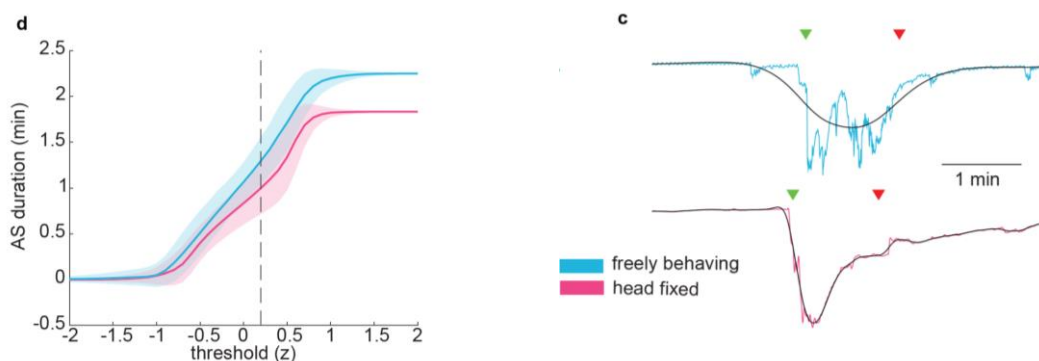 d
2.5
2
1.5
1
0.5
0
-0.5
AS duration (min)
-2
-1.5
-1
-0.5
0
0.5
1
1.5
2
threshold (z)
c
1 min
freely behaving
head fixed